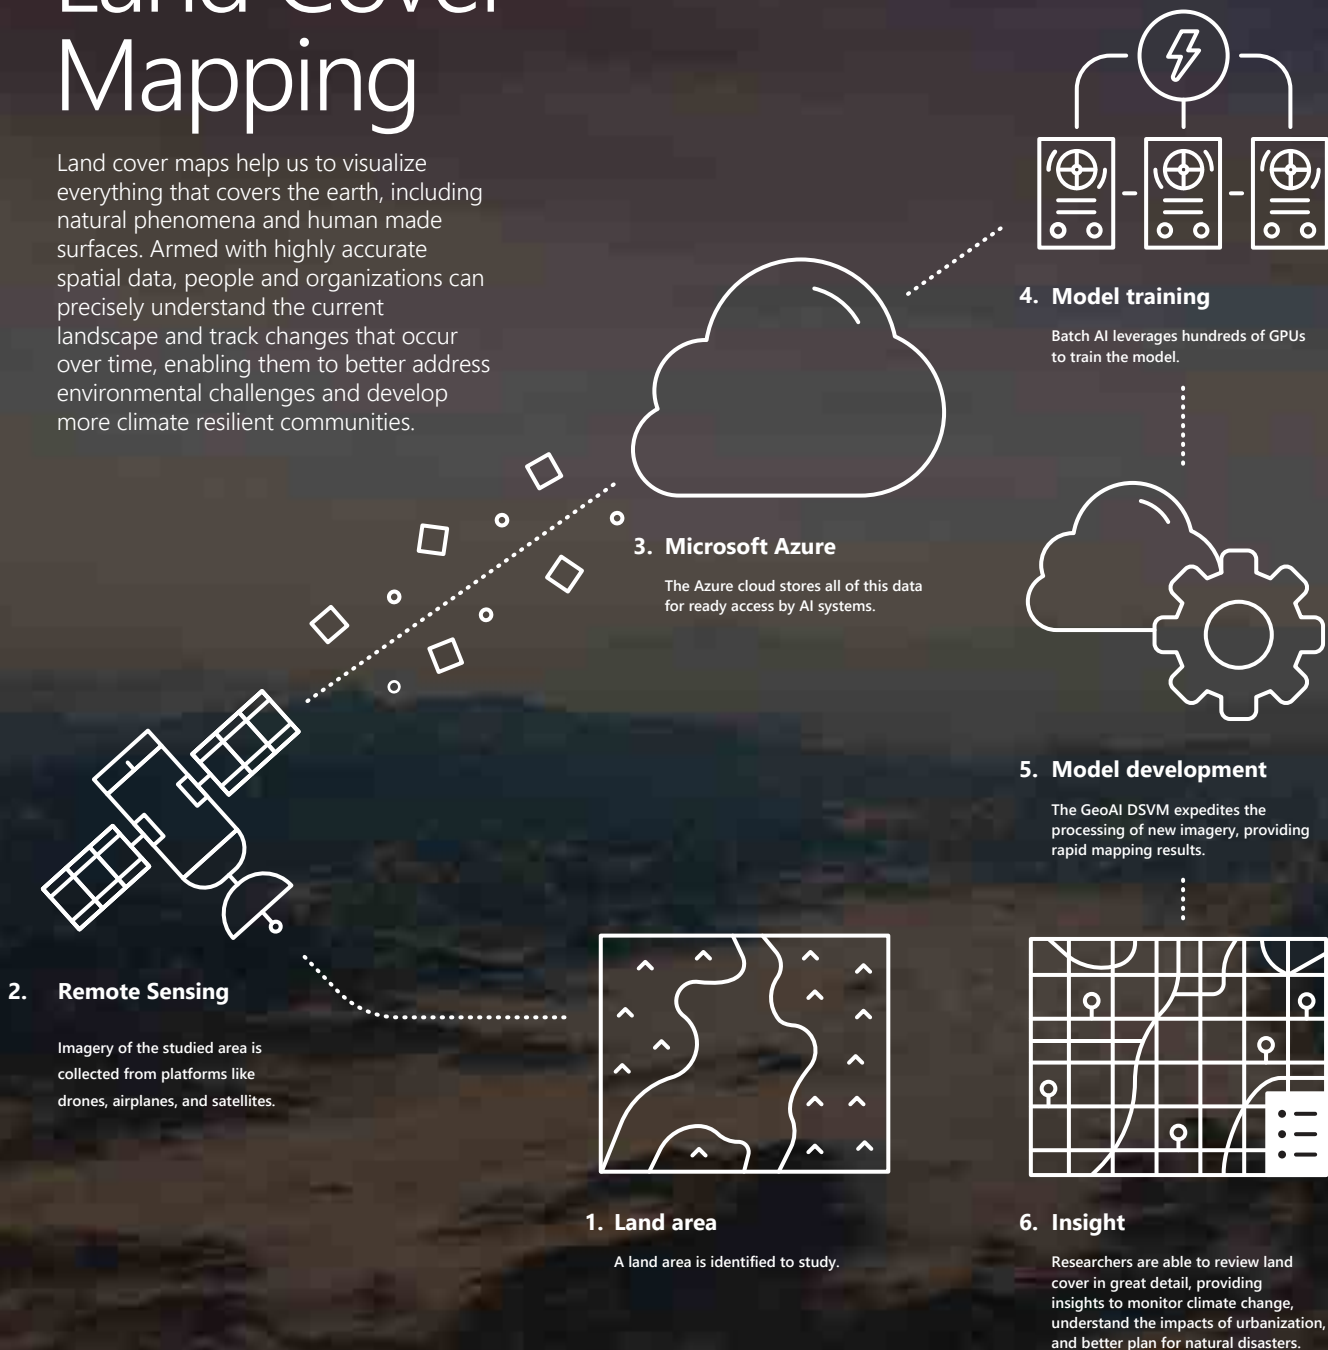 Land Cover
Mapping
Land cover maps help us to visualize
everything that covers the earth, including
natural phenomena and human made
surfaces. Armed with highly accurate
spatial data, people and organizations can
precisely understand the current
landscape and track changes that occur
over time, enabling them to better address
environmental challenges and develop
more climate resilient communities.
4. Model training
Batch AI leverages hundreds of GPUs
to train the model.
3. Microsoft Azure
The Azure cloud stores all of this data
for ready access by AI systems.
5. Model development
The GeoAI DSVM expedites the
processing of new imagery, providing
rapid mapping results.
2. Remote Sensing
Imagery of the studied area is
collected from platforms like
drones, airplanes, and satellites.
1. Land area
A land area is identified to study.
6. Insight
Researchers are able to review land
cover in great detail, providing
insights to monitor climate change,
understand the impacts of urbanization,
and better plan for natural disasters.